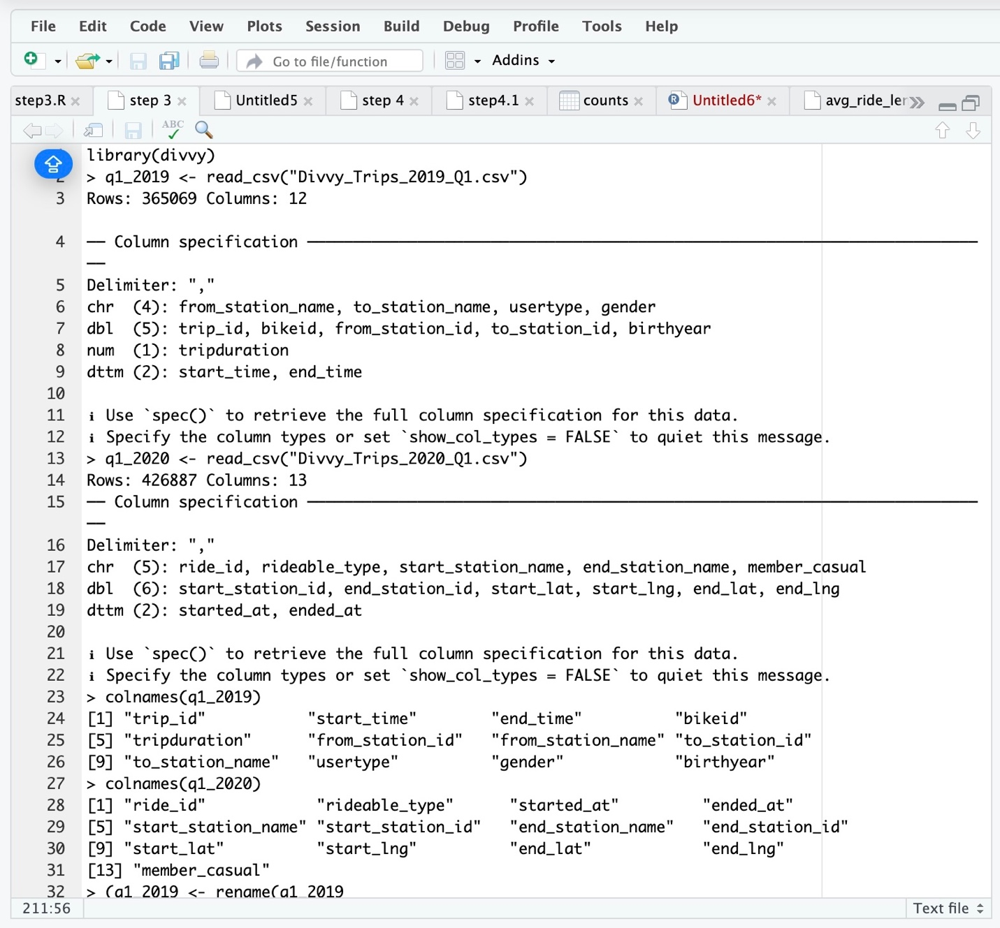 File Edit Code View Plots Session Build Debug Profile Tools Help
Go to file/function Addins
step3.R step 3 Untitled5 step 4 step4.1 counts Untitled6* avg_ride_ler
ABC
library(divvy)
2 > q1_2019 <- read_csv("Divvy_Trips_2019_Q1.csv")
3 Rows: 365069 Columns: 12
4 ── Column specification ────────────────────────────────────────
──
5 Delimiter: ","
6 chr  (4): from_station_name, to_station_name, usertype, gender
7 dbl  (5): trip_id, bikeid, from_station_id, to_station_id, birthyear
8 num  (1): tripduration
9 dttm (2): start_time, end_time
10
11 ℹ Use `spec()` to retrieve the full column specification for this data.
12 ℹ Specify the column types or set `show_col_types = FALSE` to quiet this message.
13 > q1_2020 <- read_csv("Divvy_Trips_2020_Q1.csv")
14 Rows: 426887 Columns: 13
15 ── Column specification ────────────────────────────────────────
──
16 Delimiter: ","
17 chr  (5): ride_id, rideable_type, start_station_name, end_station_name, member_casual
18 dbl  (6): start_station_id, end_station_id, start_lat, start_lng, end_lat, end_lng
19 dttm (2): started_at, ended_at
20
21 ℹ Use `spec()` to retrieve the full column specification for this data.
22 ℹ Specify the column types or set `show_col_types = FALSE` to quiet this message.
23 > colnames(q1_2019)
24 [1] "trip_id" "start_time" "end_time" "bikeid"
25 [5] "tripduration" "from_station_id" "from_station_name" "to_station_id"
26 [9] "to_station_name" "usertype" "gender" "birthyear"
27 > colnames(q1_2020)
28 [1] "ride_id" "rideable_type" "started_at" "ended_at"
29 [5] "start_station_name" "start_station_id" "end_station_name" "end_station_id"
30 [9] "start_lat" "start_lng" "end_lat" "end_lng"
31 [13] "member_casual"
32 > (q1_2019 <- rename(q1_2019
211:56 Text file